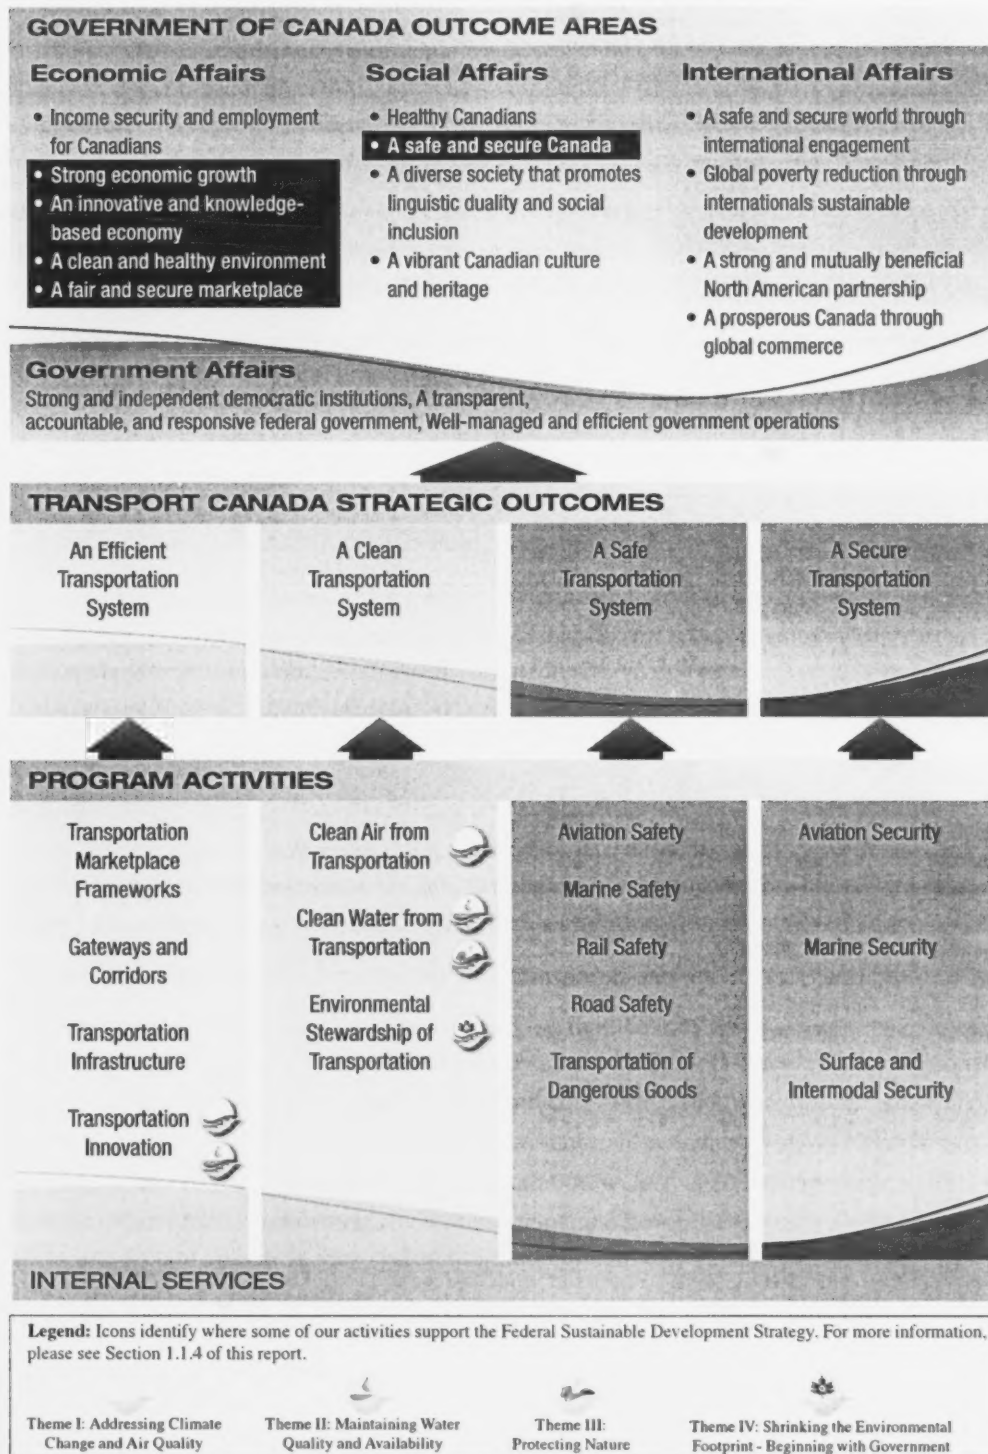 GOVERNMENT OF CANADA OUTCOME AREAS
Economic Affairs
• Income security and employment
for Canadians
• Strong economic growth
• An innovative and knowledge-
based economy
• A clean and healthy environment
• A fair and secure marketplace
Social Affairs
• Healthy Canadians
• A safe and secure Canada
• A diverse society that promotes
linguistic duality and social
inclusion
• A vibrant Canadian culture
and heritage
International Affairs
• A safe and secure world through
international engagement
• Global poverty reduction through
internationals sustainable
development
• A strong and mutually beneficial
North American partnership
• A prosperous Canada through
global commerce
Government Affairs
Strong and independent democratic institutions, A transparent,
accountable, and responsive federal government, Well-managed and efficient government operations
TRANSPORT CANADA STRATEGIC OUTCOMES
An Efficient
Transportation
System
A Clean
Transportation
System
A Safe
Transportation
System
A Secure
Transportation
System
PROGRAM ACTIVITIES
Transportation
Marketplace
Frameworks
Gateways and
Corridors
Transportation
Infrastructure
Transportation
Innovation
Clean Air from
Transportation
Clean Water from
Transportation
Environmental
Stewardship of
Transportation
Aviation Safety
Marine Safety
Rail Safety
Road Safety
Transportation of
Dangerous Goods
Aviation Security
Marine Security
Surface and
Intermodal Security
INTERNAL SERVICES
Legend: Icons identify where some of our activities support the Federal Sustainable Development Strategy. For more information,
please see Section 1.1.4 of this report.
Theme I: Addressing Climate
Change and Air Quality
Theme II: Maintaining Water
Quality and Availability
Theme III:
Protecting Nature
Theme IV: Shrinking the Environmental
Footprint - Beginning with Government